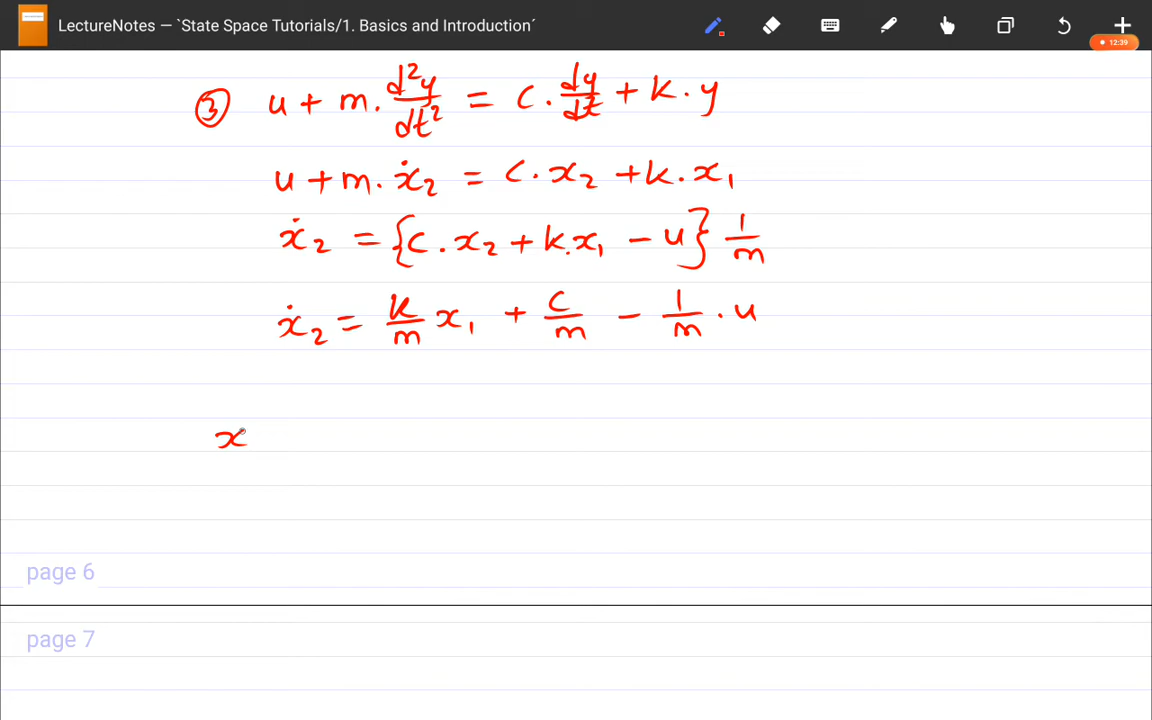 LectureNotes — `State Space Tutorials/1. Basics and Introduction´
12:39
③ u + m. d²y/dt² = c. dy/dt + k. y
u + m. ẋ₂ = c. x₂ + k. x₁
ẋ₂ = {c. x₂ + k. x₁ − u} 1/m
ẋ₂ = k/m x₁ + c/m − 1/m . u
x
page 6
page 7